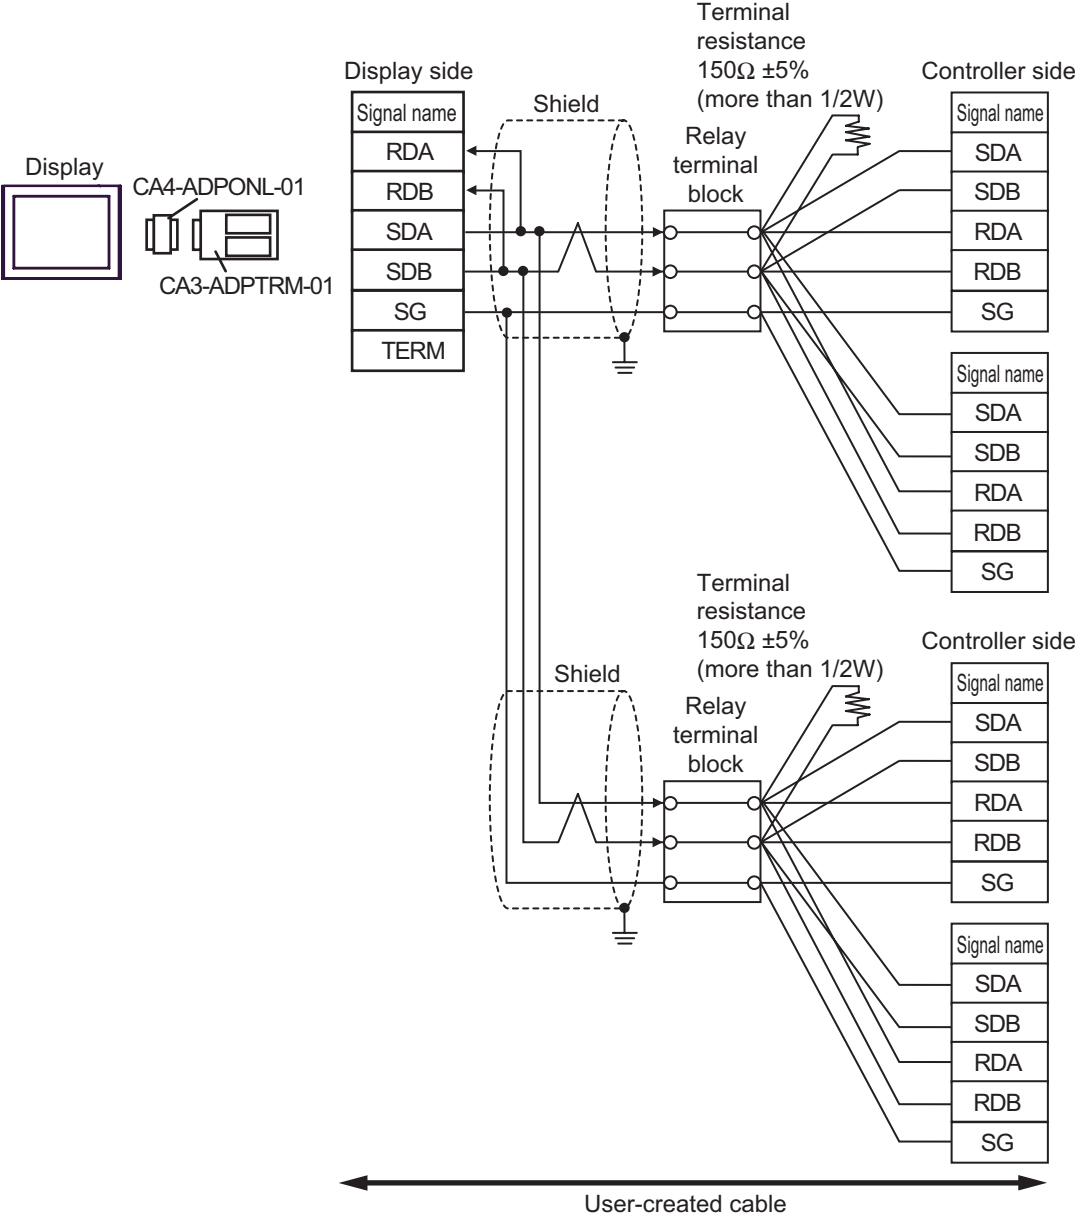 Terminal
resistance
150Ω ±5%
(more than 1/2W)
Display side
Controller side
Signal name
RDA
RDB
SDA
SDB
SG
TERM
Shield
Relay
terminal
block
Signal name
SDA
SDB
RDA
RDB
SG
Display
CA4-ADPONL-01
CA3-ADPTRM-01
Signal name
SDA
SDB
RDA
RDB
SG
Terminal
resistance
150Ω ±5%
(more than 1/2W)
Controller side
Shield
Relay
terminal
block
Signal name
SDA
SDB
RDA
RDB
SG
Signal name
SDA
SDB
RDA
RDB
SG
User-created cable